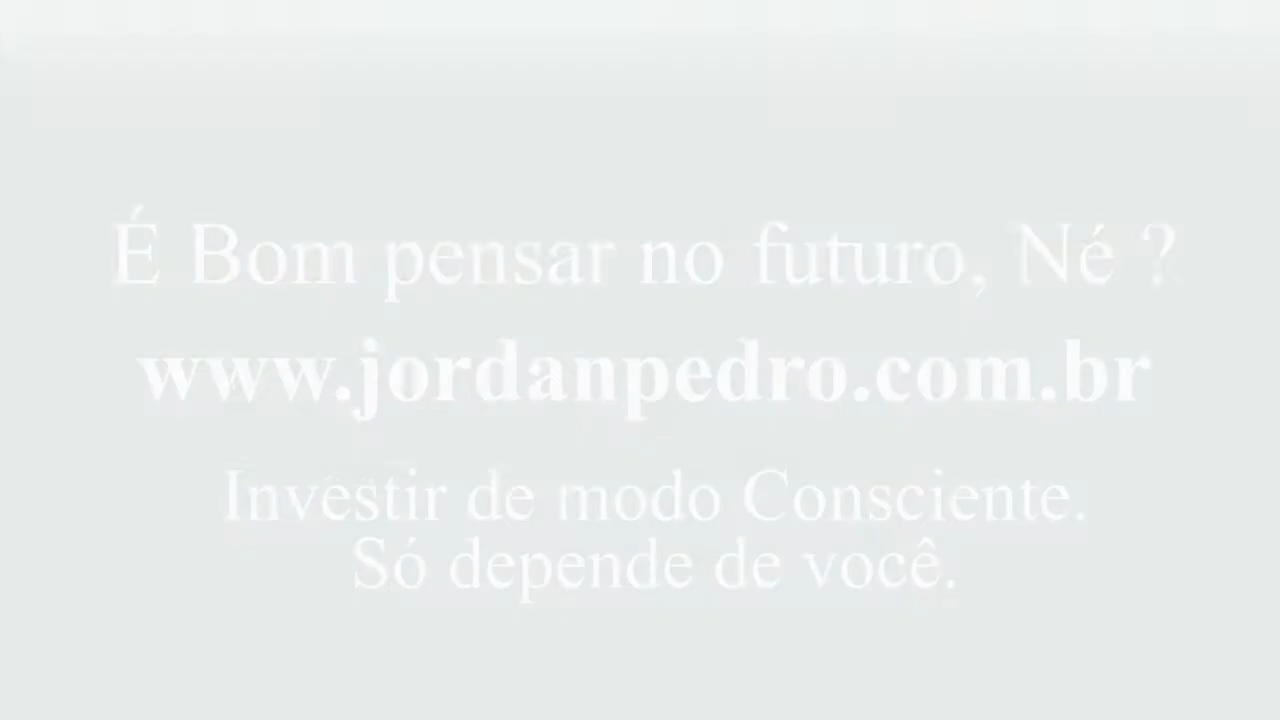 É Bom pensar no futuro, Né ?
www.jordanpedro.com.br
Investir de modo Consciente.
Só depende de você.